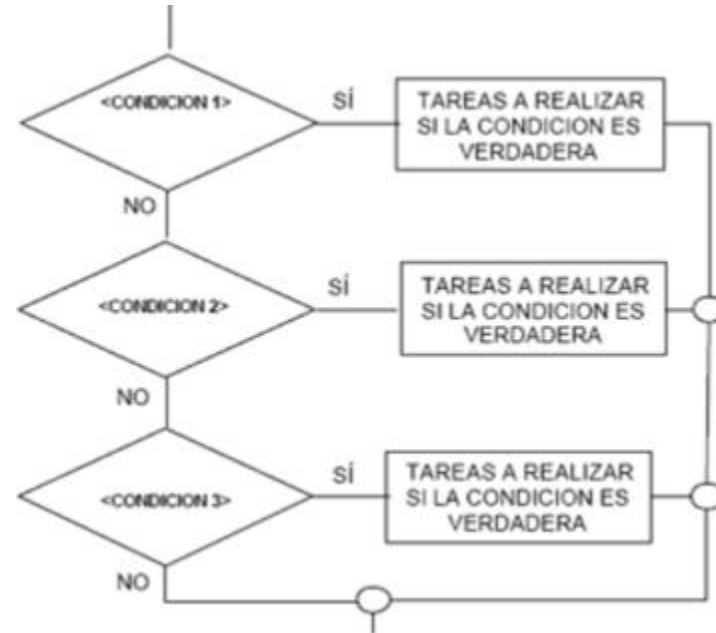 <CONDICION 1>
SÍ
TAREAS A REALIZAR
SI LA CONDICION ES
VERDADERA
NO
<CONDICION 2>
SÍ
TAREAS A REALIZAR
SI LA CONDICION ES
VERDADERA
NO
<CONDICION 3>
SÍ
TAREAS A REALIZAR
SI LA CONDICION ES
VERDADERA
NO